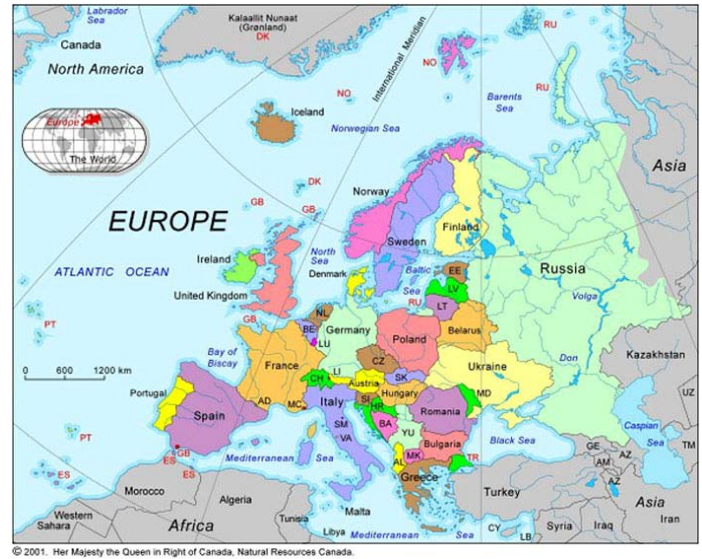 Labrador
Sea
Canada
North America
Kalaallit Nunaat
(Grønland)
DK
International Meridian
RU
NO
NO
Barents
Sea
RU
Iceland
Norwegian Sea
Europe
The World
Asia
DK
GB
GB
Norway
EUROPE
Finland
Sweden
North
Sea
Ireland
ATLANTIC OCEAN
Denmark
Baltic
Sea
EE
Russia
LV
United Kingdom
RU
LT
Volga
PT
GB
NL
BE
Germany
Poland
Belarus
LU
Bay of
Biscay
France
CZ
Ukraine
Don
Kazakhstan
0 600 1200 km
CH
LI
Austria
SK
Hungary
MD
Portugal
Spain
AD
MC
Italy
SI
HR
BA
YU
Romania
UZ
SM
VA
Bulgaria
Black Sea
Caspian
Sea
PT
ES
GB
ES
ES
Mediterranean
Sea
AL
MK
TR
GE
AM
AZ
AZ
TM
Greece
Turkey
Asia
Morocco
Algeria
Malta
Western
Sahara
Africa
Tunisia
Libya
Mediterranean
Sea
CY
LB
Syria
Iraq
Iran
© 2001. Her Majesty the Queen in Right of Canada, Natural Resources Canada.